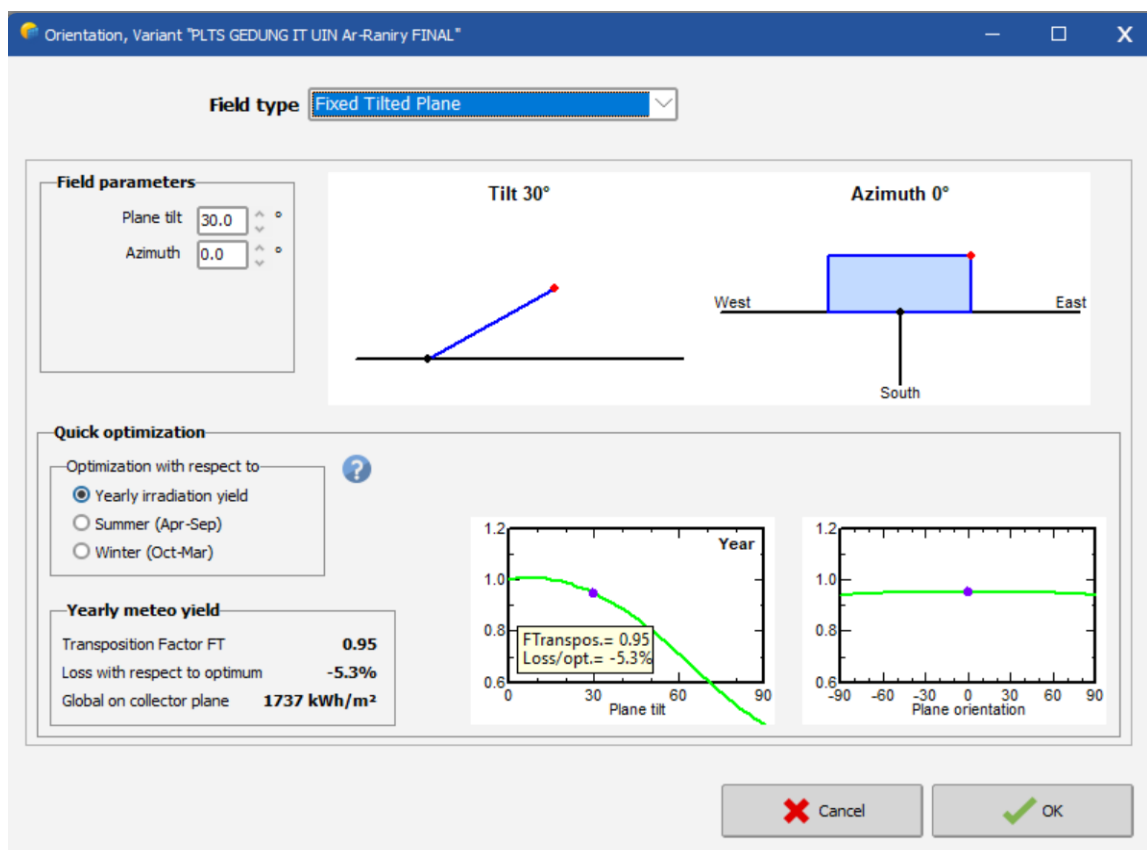 Orientation, Variant "PLTS GEDUNG IT UIN Ar-Raniry FINAL"
Field type Fixed Tilted Plane
Field parameters
Plane tilt 30.0 °
Azimuth 0.0 °
Tilt 30°
Azimuth 0°
West East
South
Quick optimization
Optimization with respect to
Yearly irradiation yield
Summer (Apr-Sep)
Winter (Oct-Mar)
?
Yearly meteo yield
Transposition Factor FT 0.95
Loss with respect to optimum -5.3%
Global on collector plane 1737 kWh/m²
1.2
Year
1.0
0.8
FTranspos.= 0.95
Loss/opt.= -5.3%
0.6
0 30 60 90
Plane tilt
1.2
1.0
0.8
0.6
-90 -60 -30 0 30 60 90
Plane orientation
Cancel OK